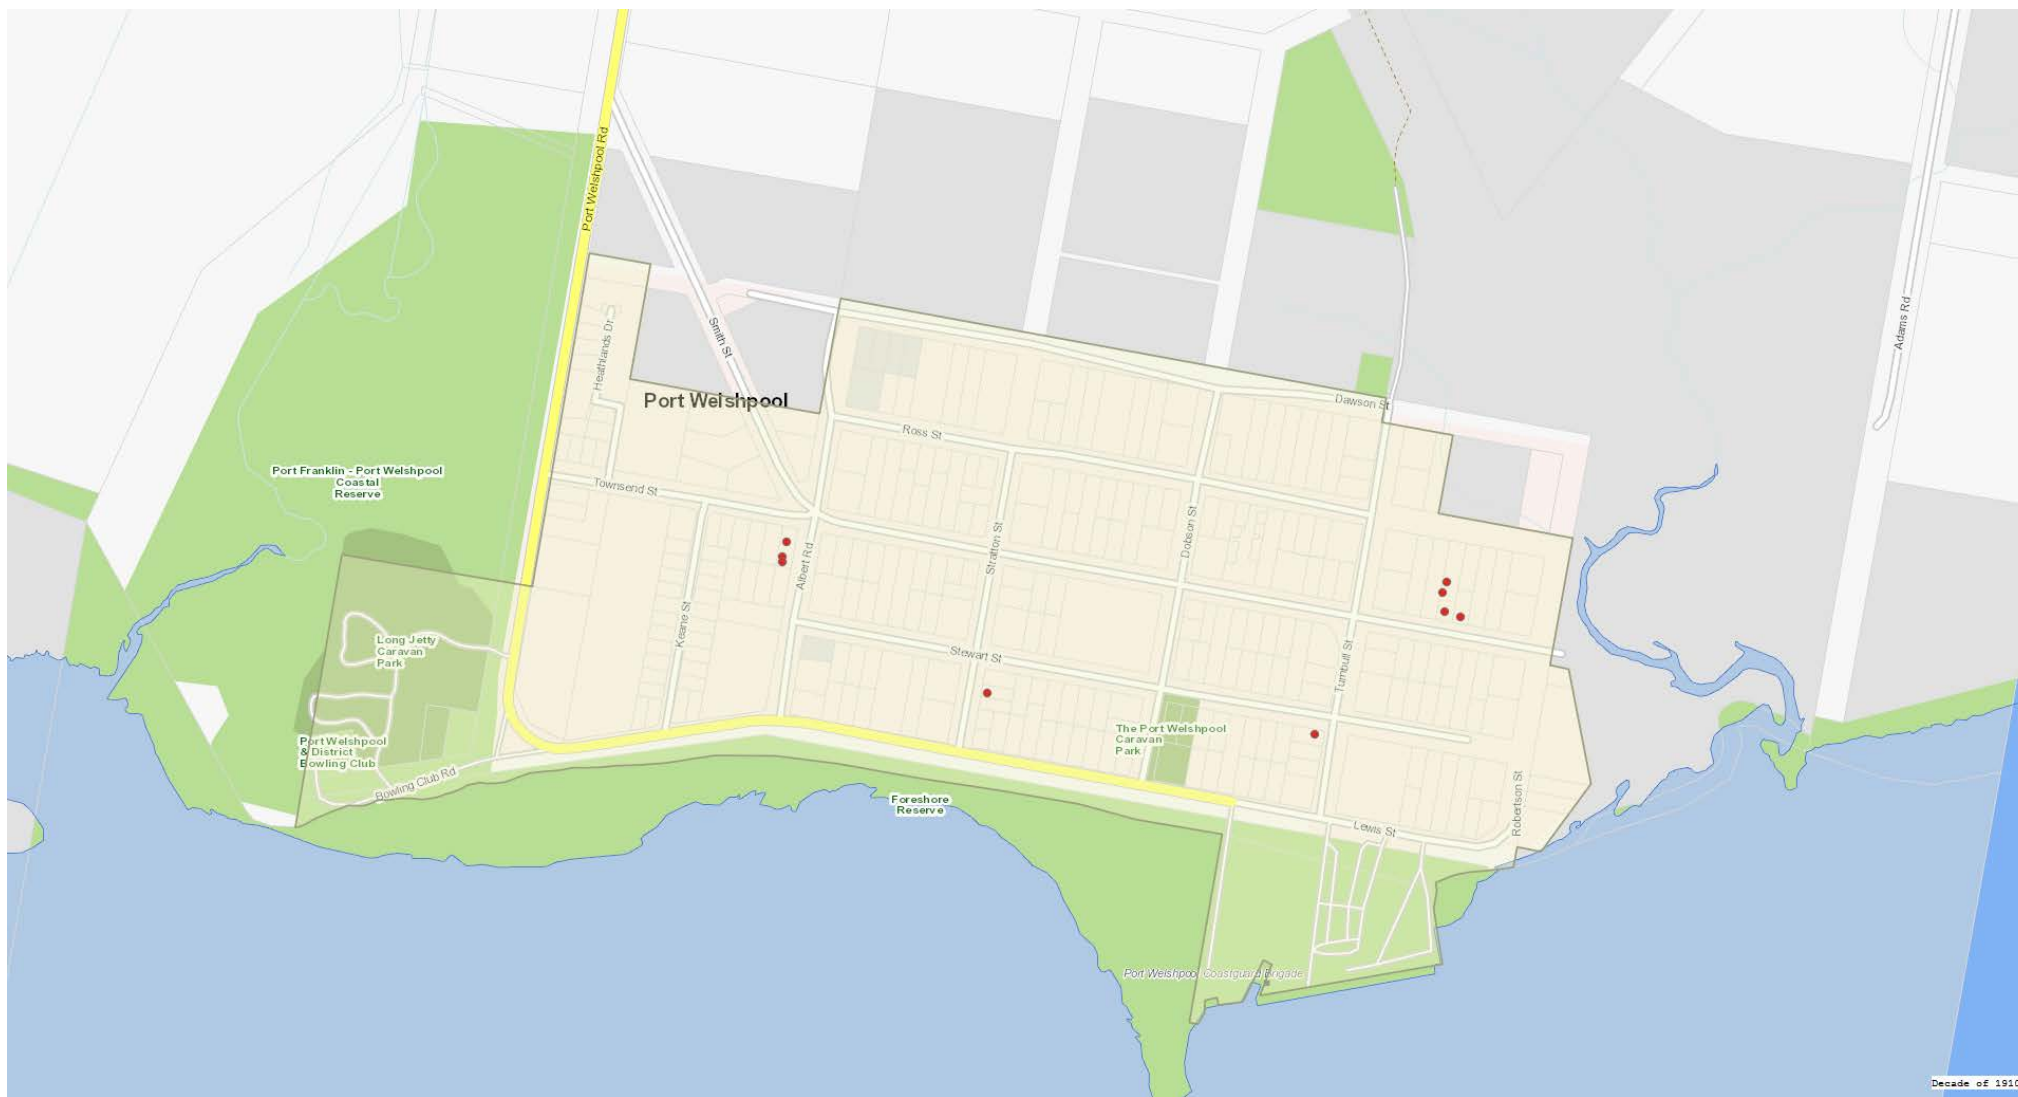 Port Welshpool Rd
Adams Rd
Smith St
Heathlands Dr
Port Welshpool
Dawson St
Ross St
Port Franklin - Port Welshpool
Coastal
Reserve
Townsend St
Dobson St
Stratton St
Albert Rd
Keane St
Long Jetty
Caravan
Park
Stewart St
Turnbull St
The Port Welshpool
Caravan
Park
Port Welshpool
& District
Bowling Club
Bowling Club Rd
Foreshore
Reserve
Robertson St
Lewis St
Port Welshpool Coastguard Brigade
Decade of 1910